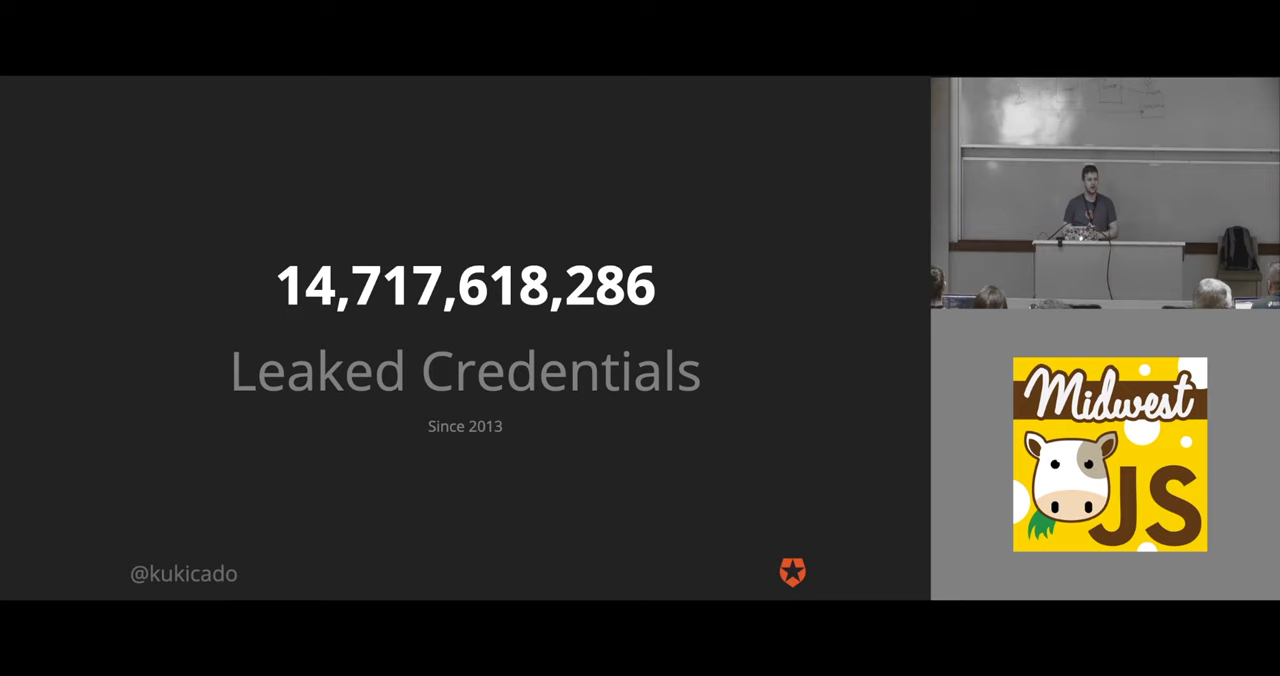 14,717,618,286
Leaked Credentials
Since 2013
@kukicado
Midwest
JS